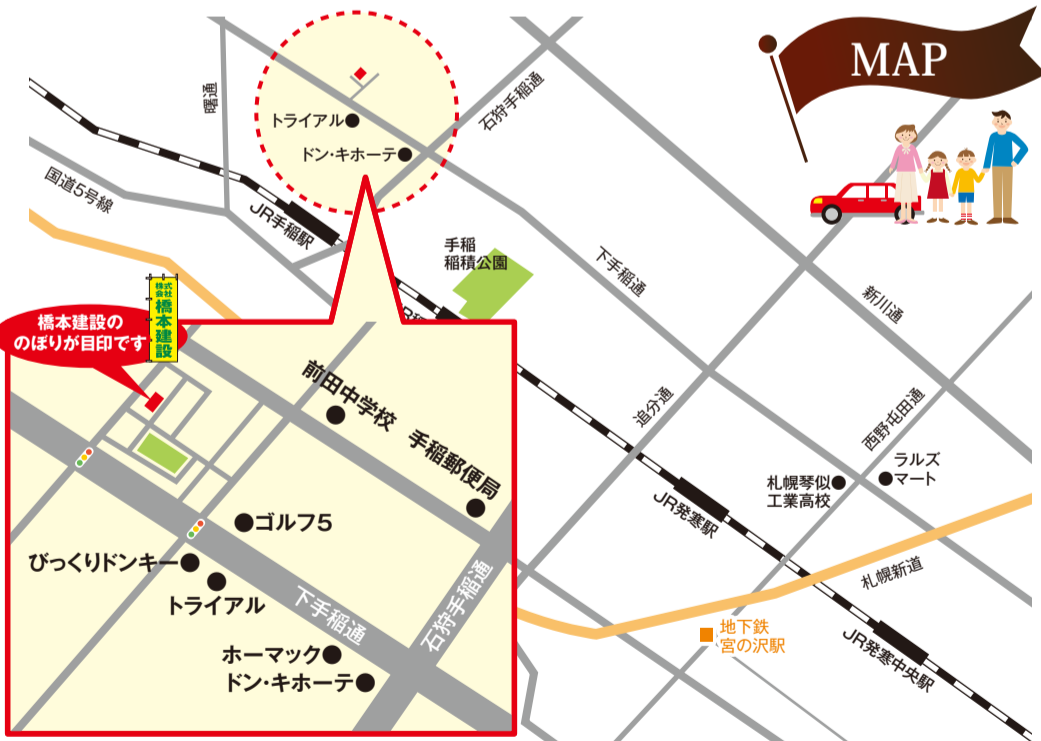 MAP
曙通
石狩手稲通
トライアル
ドン・キホーテ
国道5号線
JR手稲駅
手稲
稲積公園
下手稲通
新川通
株式
会社
橋本建設
橋本建設の
のぼりが目印です
前田中学校
手稲郵便局
ゴルフ5
びっくりドンキー
トライアル
下手稲通
石狩手稲通
ホーマック
ドン・キホーテ
追分通
西野屯田通
ラルズ
マート
札幌琴似
工業高校
JR発寒駅
札幌新道
地下鉄
宮の沢駅
JR発寒中央駅